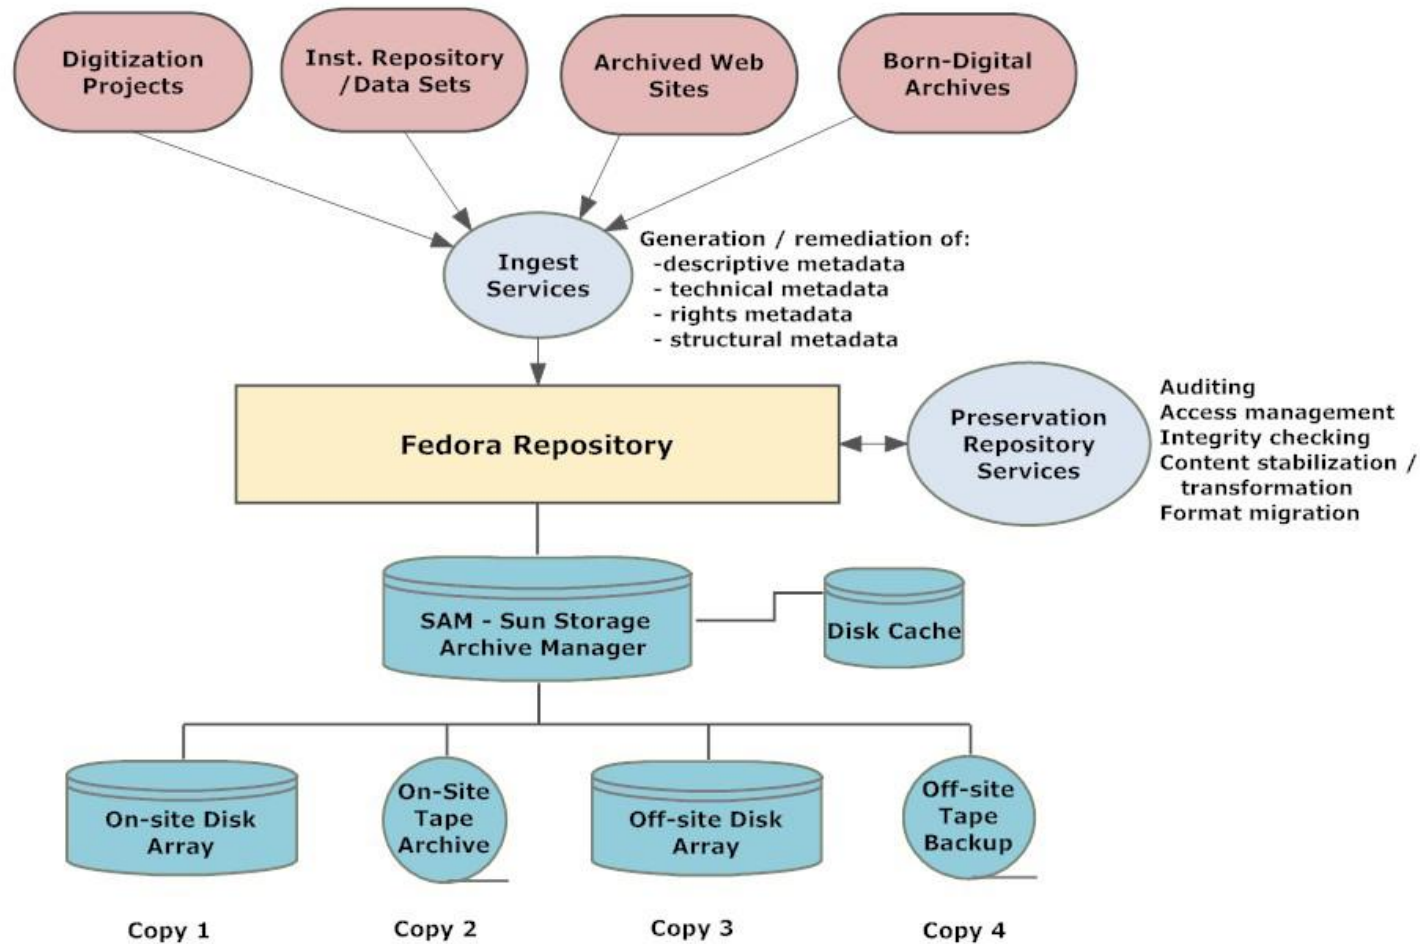 Digitization
Projects
Inst. Repository
/Data Sets
Archived Web
Sites
Born-Digital
Archives
Ingest
Services
Generation / remediation of:
-descriptive metadata
- technical metadata
- rights metadata
- structural metadata
Fedora Repository
Preservation
Repository
Services
Auditing
Access management
Integrity checking
Content stabilization /
transformation
Format migration
SAM - Sun Storage
Archive Manager
Disk Cache
On-site Disk
Array
On-Site
Tape
Archive
Off-site Disk
Array
Off-site
Tape
Backup
Copy 1
Copy 2
Copy 3
Copy 4